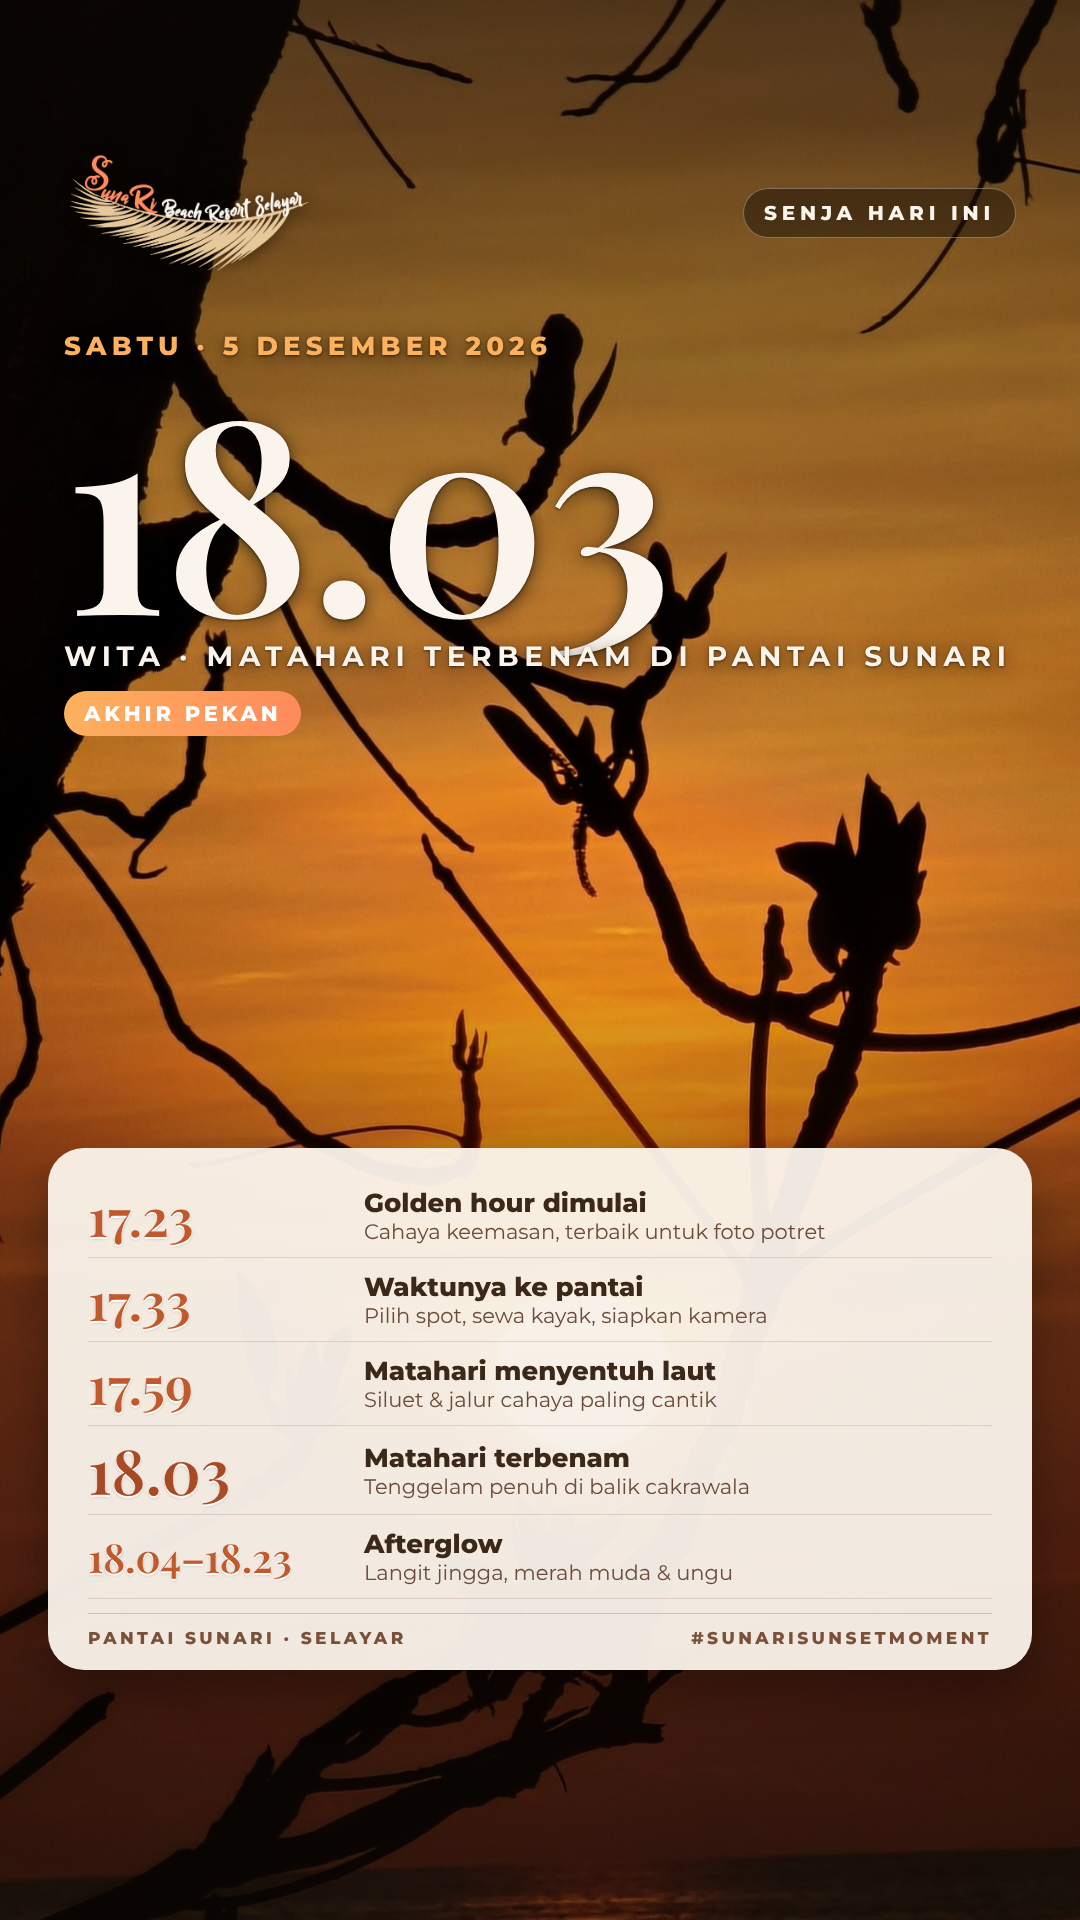 SunaRi Beach Resort Selayar
SENJA HARI INI
SABTU · 5 DESEMBER 2026
18.03
WITA · MATAHARI TERBENAM DI PANTAI SUNARI
AKHIR PEKAN
17.23 Golden hour dimulai
Cahaya keemasan, terbaik untuk foto potret
17.33 Waktunya ke pantai
Pilih spot, sewa kayak, siapkan kamera
17.59 Matahari menyentuh laut
Siluet & jalur cahaya paling cantik
18.03 Matahari terbenam
Tenggelam penuh di balik cakrawala
18.04–18.23 Afterglow
Langit jingga, merah muda & ungu
PANTAI SUNARI · SELAYAR #SUNARISUNSETMOMENT